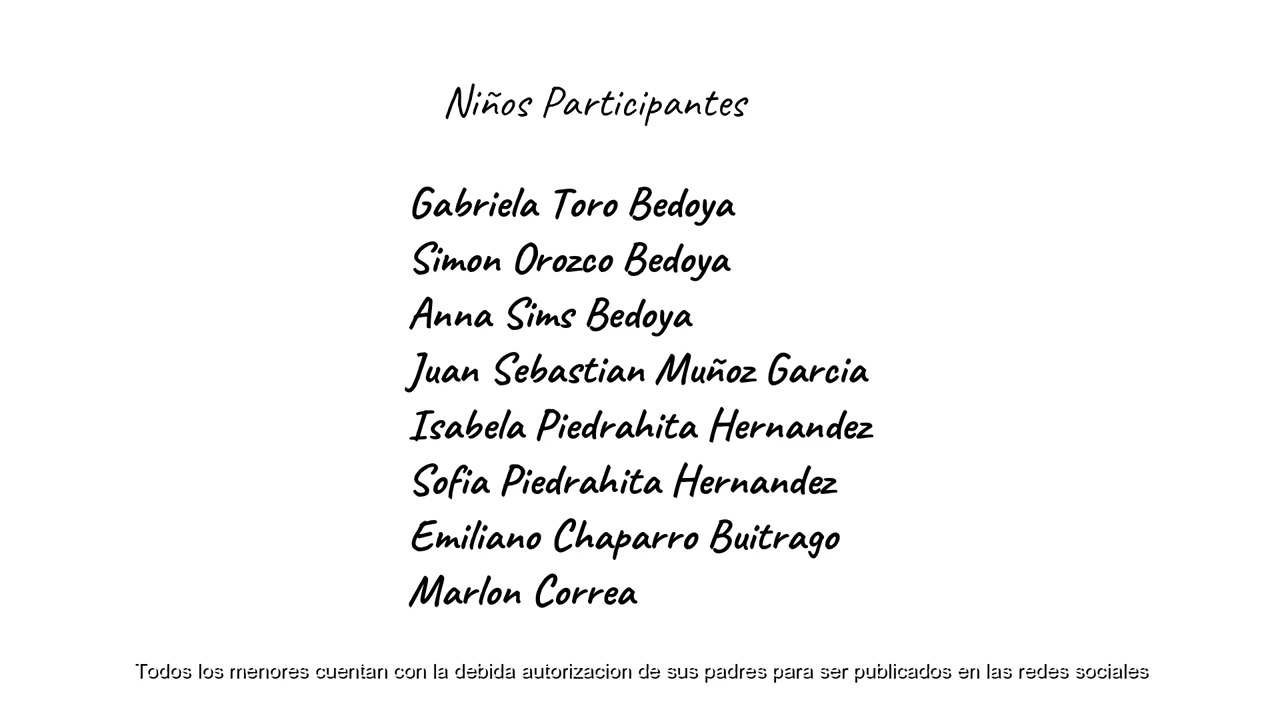 Niños Participantes
Gabriela Toro Bedoya
Simon Orozco Bedoya
Anna Sims Bedoya
Juan Sebastian Muñoz Garcia
Isabela Piedrahita Hernandez
Sofia Piedrahita Hernandez
Emiliano Chaparro Buitrago
Marlon Correa
Todos los menores cuentan con la debida autorizacion de sus padres para ser publicados en las redes sociales